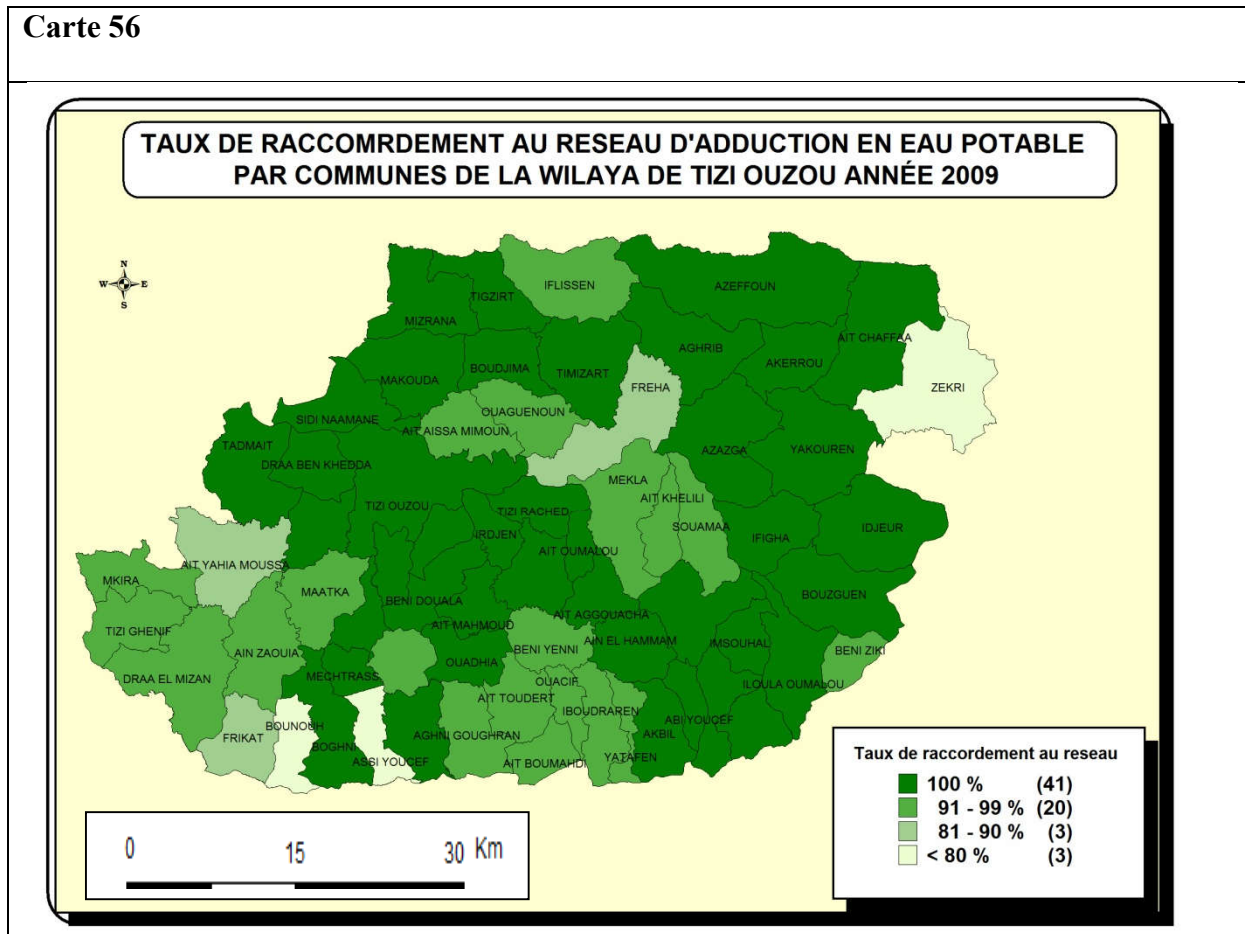 Carte 56
TAUX DE RACCOMRDEMENT AU RESEAU D'ADDUCTION EN EAU POTABLE
PAR COMMUNES DE LA WILAYA DE TIZI OUZOU ANNÉE 2009
N
W E
S
IFLISSEN
AZEFFOUN
TIGZIRT
MIZRANA
AIT CHAFFAA
AGHRIB
AKERROU
BOUDJIMA
TIMIZART
MAKOUDA
FREHA
ZEKRI
OUAGUENOUN
SIDI NAAMANE
AIT AISSA MIMOUN
TADMAIT
AZAZGA
YAKOUREN
DRAA BEN KHEDDA
MEKLA
AIT KHELILI
TIZI OUZOU
TIZI RACHED
SOUAMAA
IDJEUR
IRDJEN
IFIGHA
AIT OUMALOU
AIT YAHIA MOUSSA
MKIRA
MAATKA
BOUZGUEN
BENI DOUALA
AIT AGGOUACHA
AIT MAHMOUD
TIZI GHENIF
AIN EL HAMMAM
IMSOUHAL
BENI YENNI
BENI ZIKI
AIN ZAOUIA
OUADHIA
MECHTRASS
DRAA EL MIZAN
OUACIF
ILOULA OUMALOU
AIT TOUDERT
IBOUDRAREN
ABI YOUCEF
BOUNOUH
AKBIL
FRIKAT
AGHNI GOUGHRAN
BOGHNI
YATAFEN
ASSI YOUCEF
AIT BOUMAHDI
Taux de raccordement au reseau
100 % (41)
91 - 99 % (20)
81 - 90 % (3)
< 80 % (3)
0 15 30 Km